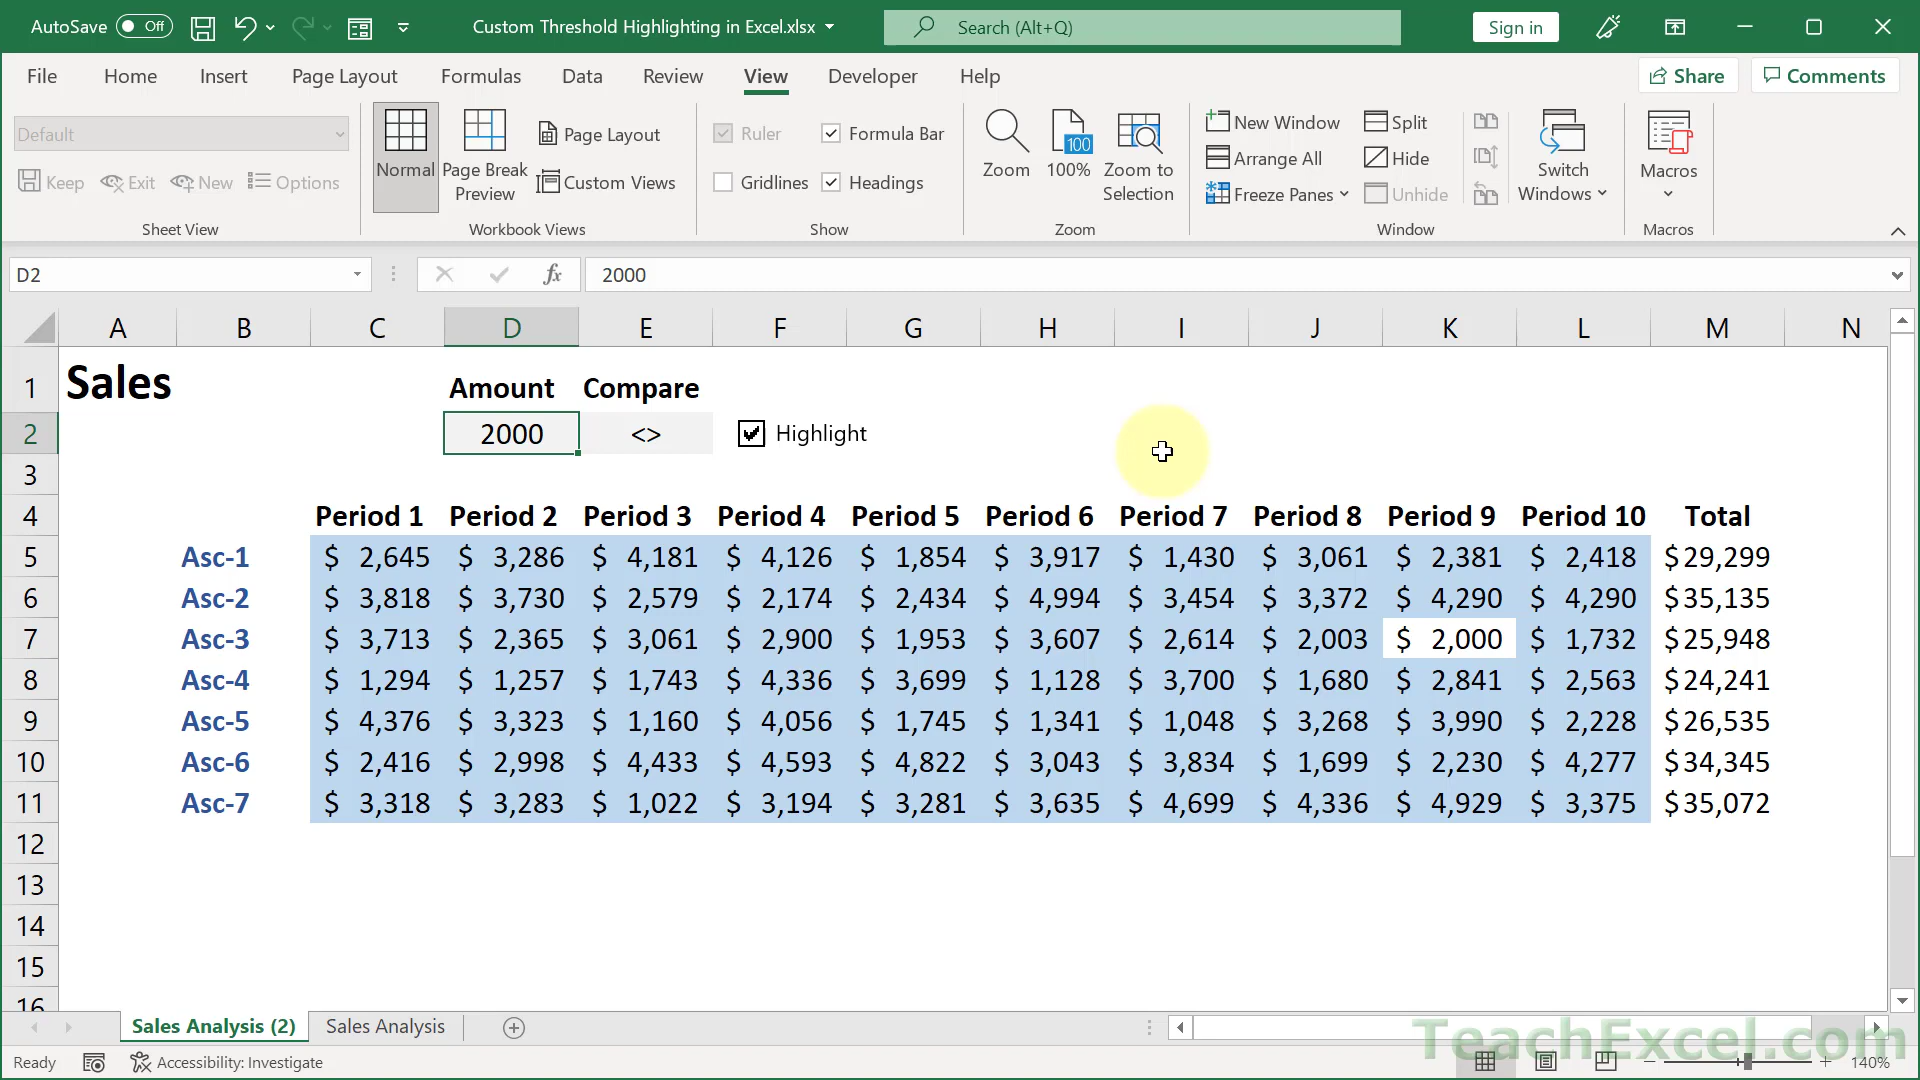 AutoSave Off Custom Threshold Highlighting in Excel.xlsx Search (Alt+Q) Sign in
File Home Insert Page Layout Formulas Data Review View Developer Help Share Comments
Default
Keep Exit New Options
Sheet View
Normal
Page Break Preview
Page Layout
Custom Views
Workbook Views
Ruler Formula Bar
Gridlines Headings
Show
Zoom
100
100%
Zoom to Selection
Zoom
New Window
Arrange All
Freeze Panes
Split
Hide
Unhide
Switch Windows
Window
Macros
Macros
D2 fx 2000
A B C D E F G H I J K L M N
1 Sales Amount Compare
2 2000 <> Highlight
3
4 Period 1 Period 2 Period 3 Period 4 Period 5 Period 6 Period 7 Period 8 Period 9 Period 10 Total
5 Asc-1 $ 2,645 $ 3,286 $ 4,181 $ 4,126 $ 1,854 $ 3,917 $ 1,430 $ 3,061 $ 2,381 $ 2,418 $29,299
6 Asc-2 $ 3,818 $ 3,730 $ 2,579 $ 2,174 $ 2,434 $ 4,994 $ 3,454 $ 3,372 $ 4,290 $ 4,290 $35,135
7 Asc-3 $ 3,713 $ 2,365 $ 3,061 $ 2,900 $ 1,953 $ 3,607 $ 2,614 $ 2,003 $ 2,000 $ 1,732 $25,948
8 Asc-4 $ 1,294 $ 1,257 $ 1,743 $ 4,336 $ 3,699 $ 1,128 $ 3,700 $ 1,680 $ 2,841 $ 2,563 $24,241
9 Asc-5 $ 4,376 $ 3,323 $ 1,160 $ 4,056 $ 1,745 $ 1,341 $ 1,048 $ 3,268 $ 3,990 $ 2,228 $26,535
10 Asc-6 $ 2,416 $ 2,998 $ 4,433 $ 4,593 $ 4,822 $ 3,043 $ 3,834 $ 1,699 $ 2,230 $ 4,277 $34,345
11 Asc-7 $ 3,318 $ 3,283 $ 1,022 $ 3,194 $ 3,281 $ 3,635 $ 4,699 $ 4,336 $ 4,929 $ 3,375 $35,072
12
13
14
15
16
Sales Analysis (2) Sales Analysis
TeachExcel.com
Ready Accessibility: Investigate 140%